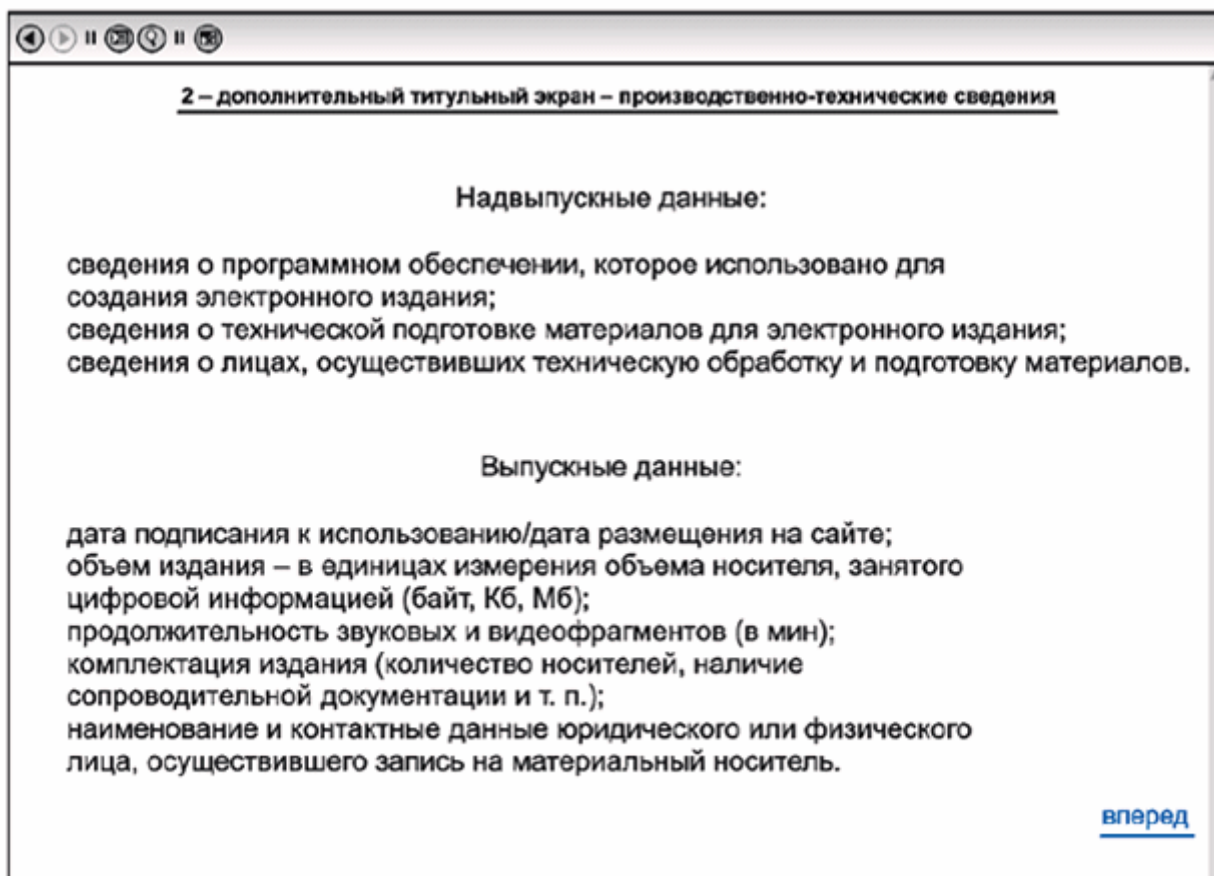 2 – дополнительный титульный экран – производственно-технические сведения
Надвыпускные данные:
сведения о программном обеспечении, которое использовано для
создания электронного издания;
сведения о технической подготовке материалов для электронного издания;
сведения о лицах, осуществивших техническую обработку и подготовку материалов.
Выпускные данные:
дата подписания к использованию/дата размещения на сайте;
объем издания – в единицах измерения объема носителя, занятого
цифровой информацией (байт, Кб, Мб);
продолжительность звуковых и видеофрагментов (в мин);
комплектация издания (количество носителей, наличие
сопроводительной документации и т. п.);
наименование и контактные данные юридического или физического
лица, осуществившего запись на материальный носитель.
вперед